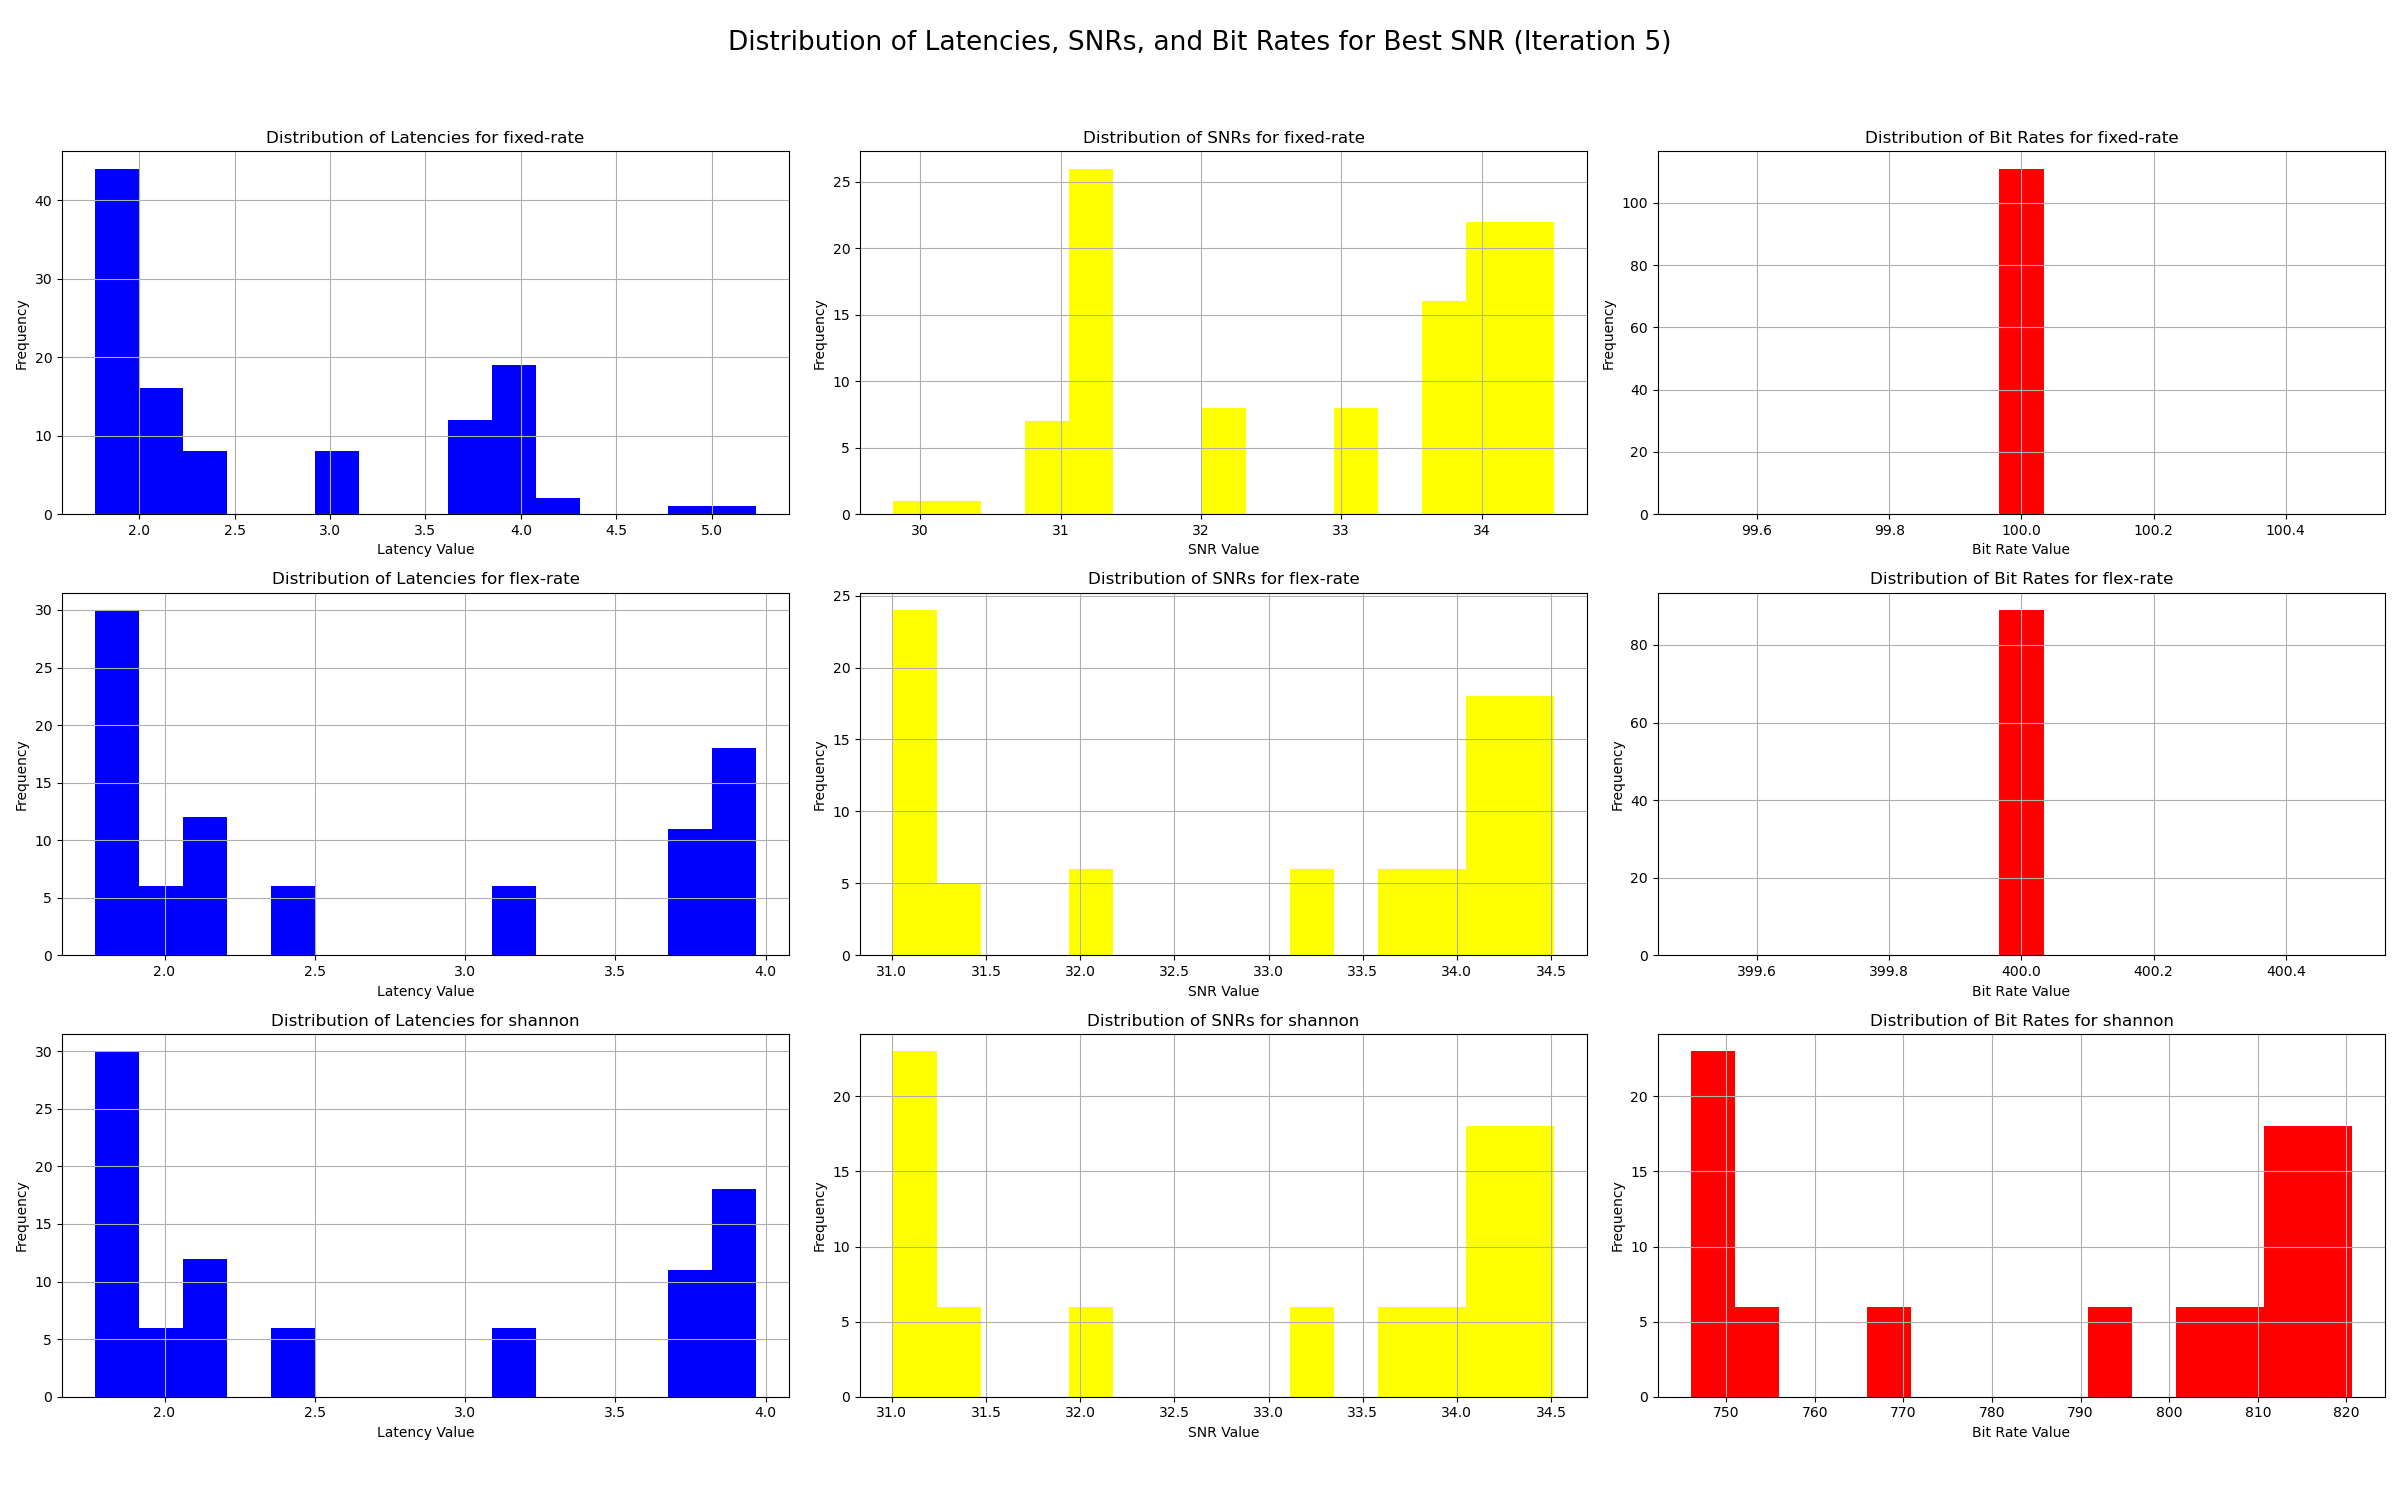 Distribution of Latencies, SNRs, and Bit Rates for Best SNR (Iteration 5)
Distribution of Latencies for fixed-rate
Frequency
40
30
20
10
0
2.0 2.5 3.0 3.5 4.0 4.5 5.0
Latency Value
Distribution of SNRs for fixed-rate
Frequency
25
20
15
10
5
0
30 31 32 33 34
SNR Value
Distribution of Bit Rates for fixed-rate
Frequency
100
80
60
40
20
0
99.6 99.8 100.0 100.2 100.4
Bit Rate Value
Distribution of Latencies for flex-rate
Frequency
30
25
20
15
10
5
0
2.0 2.5 3.0 3.5 4.0
Latency Value
Distribution of SNRs for flex-rate
Frequency
25
20
15
10
5
0
31.0 31.5 32.0 32.5 33.0 33.5 34.0 34.5
SNR Value
Distribution of Bit Rates for flex-rate
Frequency
80
60
40
20
0
399.6 399.8 400.0 400.2 400.4
Bit Rate Value
Distribution of Latencies for shannon
Frequency
30
25
20
15
10
5
0
2.0 2.5 3.0 3.5 4.0
Latency Value
Distribution of SNRs for shannon
Frequency
20
15
10
5
0
31.0 31.5 32.0 32.5 33.0 33.5 34.0 34.5
SNR Value
Distribution of Bit Rates for shannon
Frequency
20
15
10
5
0
750 760 770 780 790 800 810 820
Bit Rate Value